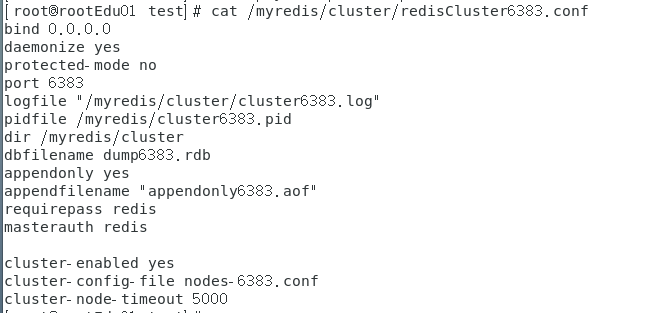 [root@rootEdu01 test]# cat /myredis/cluster/redisCluster6383.conf
bind 0.0.0.0
daemonize yes
protected-mode no
port 6383
logfile "/myredis/cluster/cluster6383.log"
pidfile /myredis/cluster6383.pid
dir /myredis/cluster
dbfilename dump6383.rdb
appendonly yes
appendfilename "appendonly6383.aof"
requirepass redis
masterauth redis
cluster-enabled yes
cluster-config-file nodes-6383.conf
cluster-node-timeout 5000